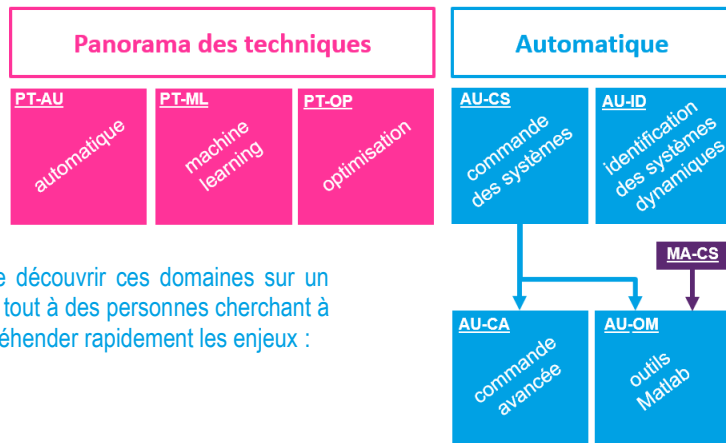 Panorama des techniques
Automatique
PT-AU
automatique
PT-ML
machine
learning
PT-OP
optimisation
AU-CS
commande
des systèmes
AU-ID
identification
des systèmes
dynamiques
MA-CS
e découvrir ces domaines sur un
tout à des personnes cherchant à
éhender rapidement les enjeux :
AU-CA
commande
avancée
AU-OM
outils
Matlab